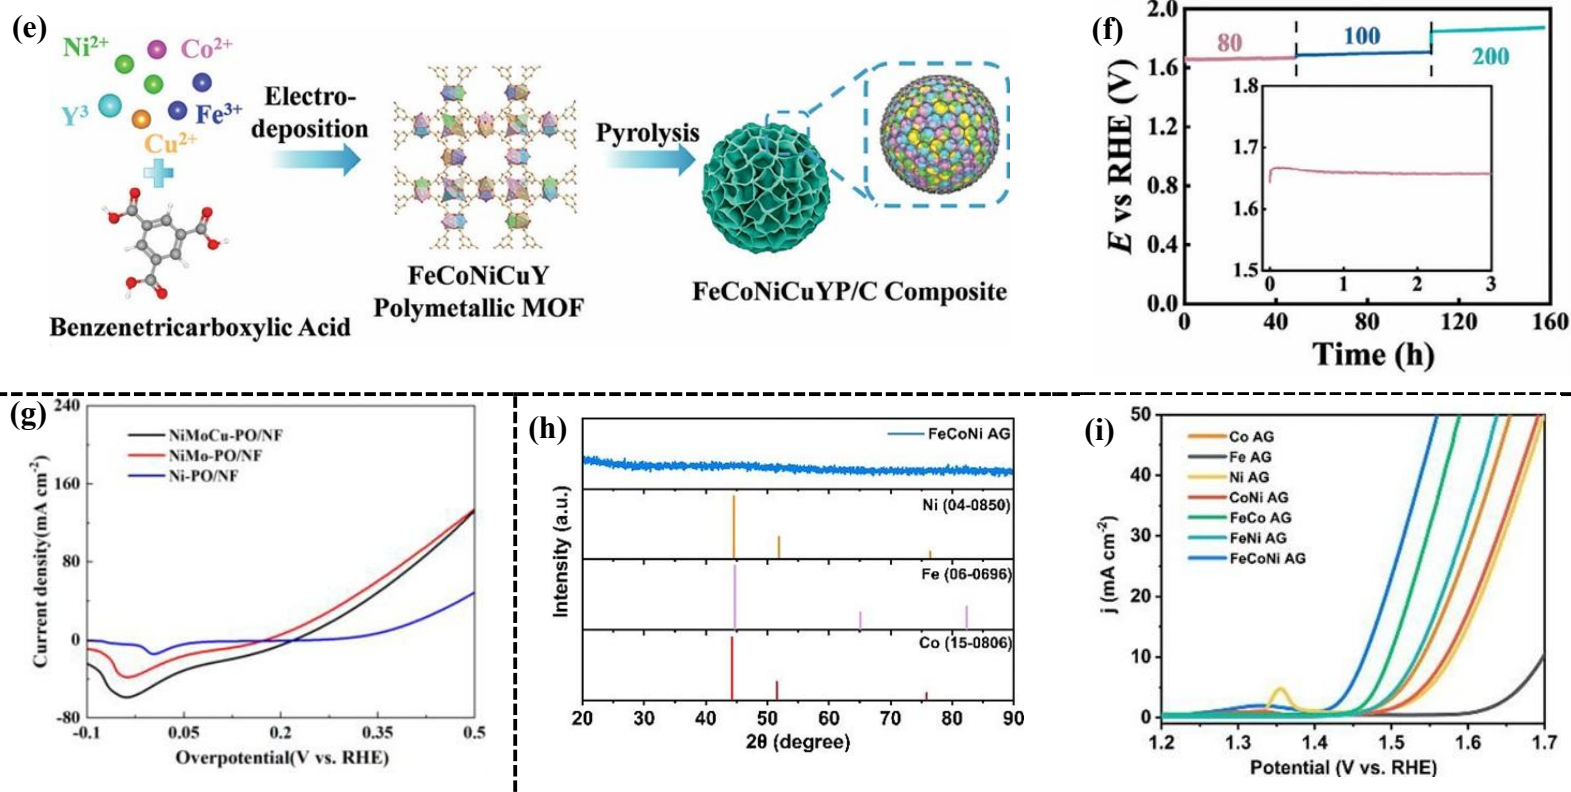 (e)
Ni2+
Co2+
Y3
Fe3+
Cu2+
Benzenetricarboxylic Acid
Electro-
deposition
FeCoNiCuY
Polymetallic MOF
Pyrolysis
FeCoNiCuYP/C Composite
(f)
E vs RHE (V)
2.0
1.6
1.2
0.8
0.4
0.0
80
100
200
1.8
1.7
1.6
1.5
0 1 2 3
0 40 80 120 160
Time (h)
(g)
Current density(mA cm-2)
240
160
80
0
-80
NiMoCu-PO/NF
NiMo-PO/NF
Ni-PO/NF
-0.1 0.05 0.2 0.35 0.5
Overpotential(V vs. RHE)
(h)
Intensity (a.u.)
FeCoNi AG
Ni (04-0850)
Fe (06-0696)
Co (15-0806)
20 30 40 50 60 70 80 90
2θ (degree)
(i)
j (mA cm-2)
50
40
30
20
10
0
Co AG
Fe AG
Ni AG
CoNi AG
FeCo AG
FeNi AG
FeCoNi AG
1.2 1.3 1.4 1.5 1.6 1.7
Potential (V vs. RHE)